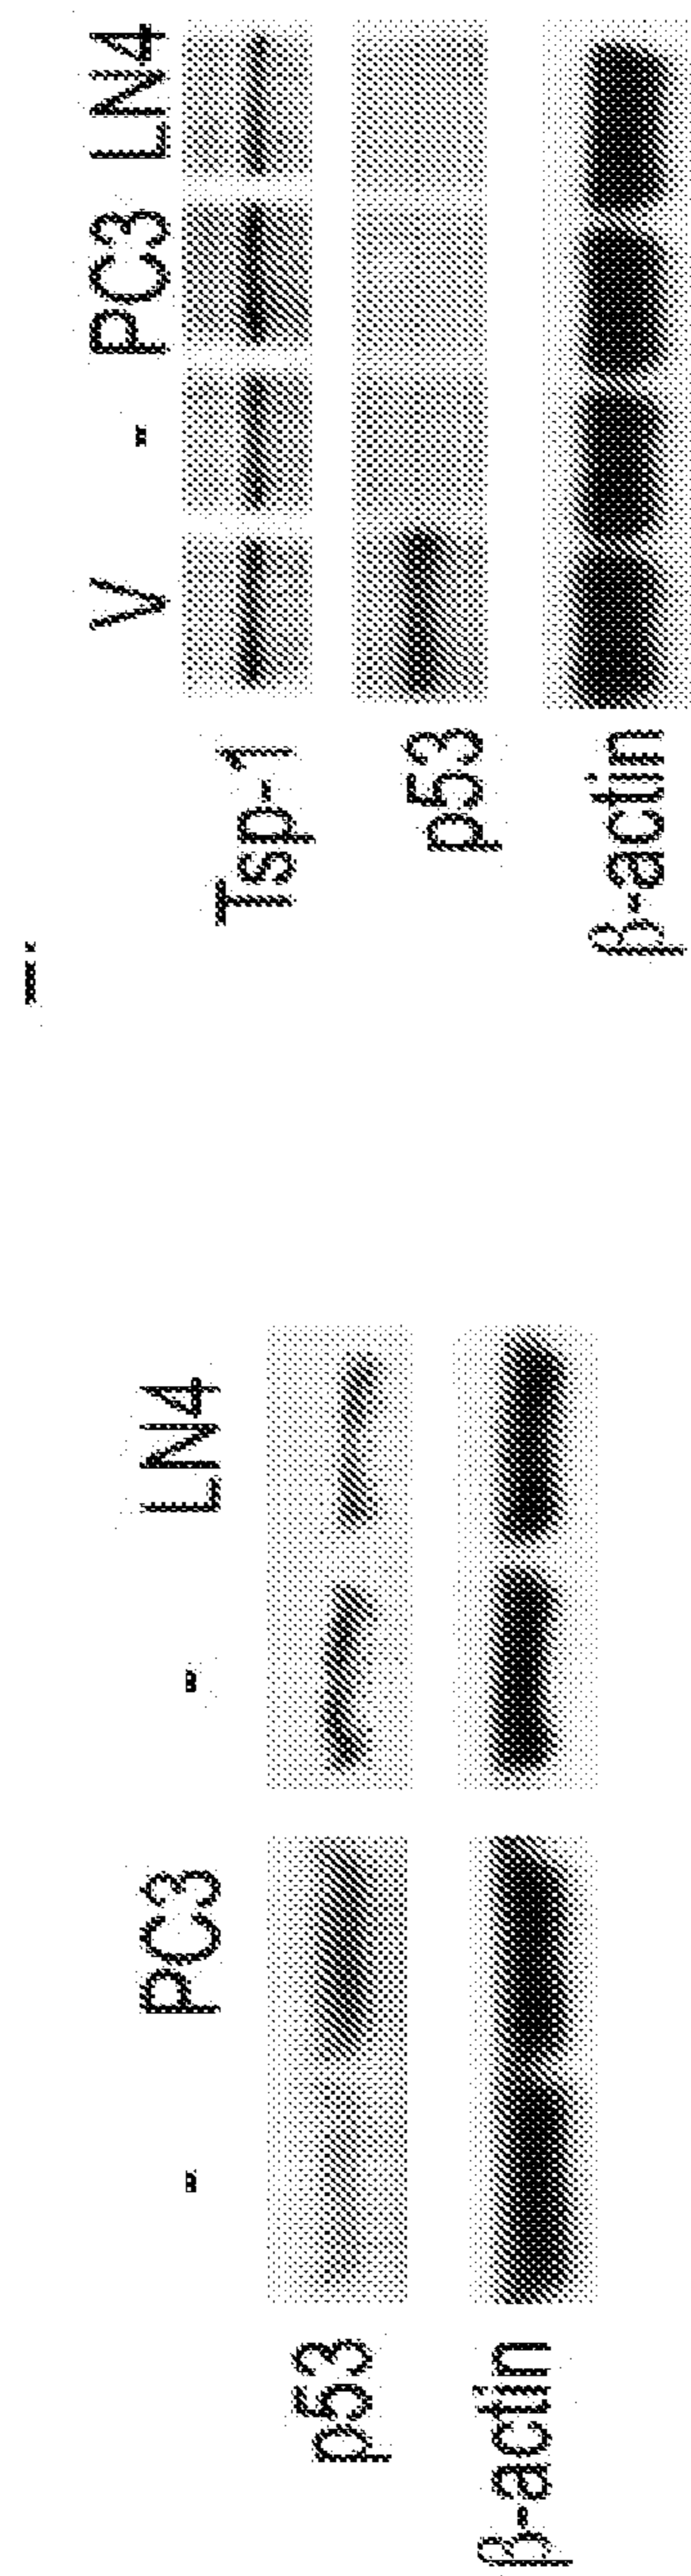 - PC3 - LN4
p53
β-actin
V - PC3 LN4
Tsp-1
p53
β-actin